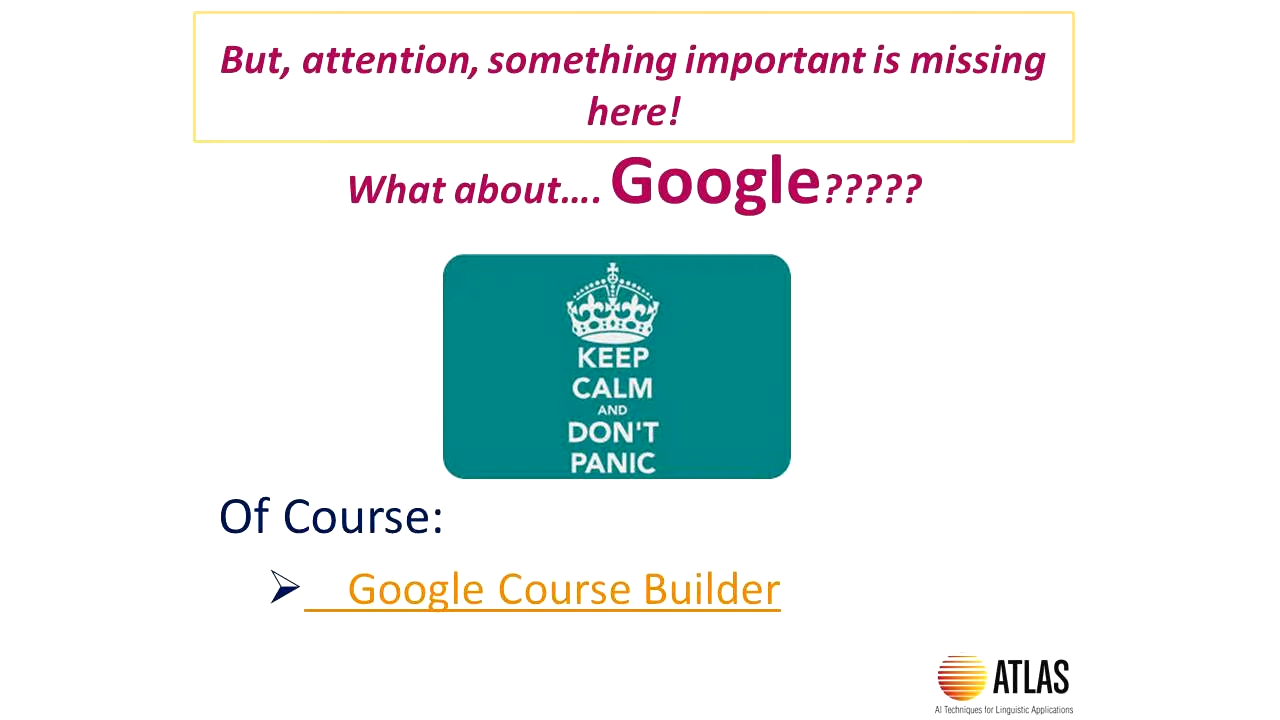 But, attention, something important is missing
here!
What about…. Google?????
KEEP
CALM
AND
DON'T
PANIC
Of Course:
Google Course Builder
ATLAS
AI Techniques for Linguistic Applications